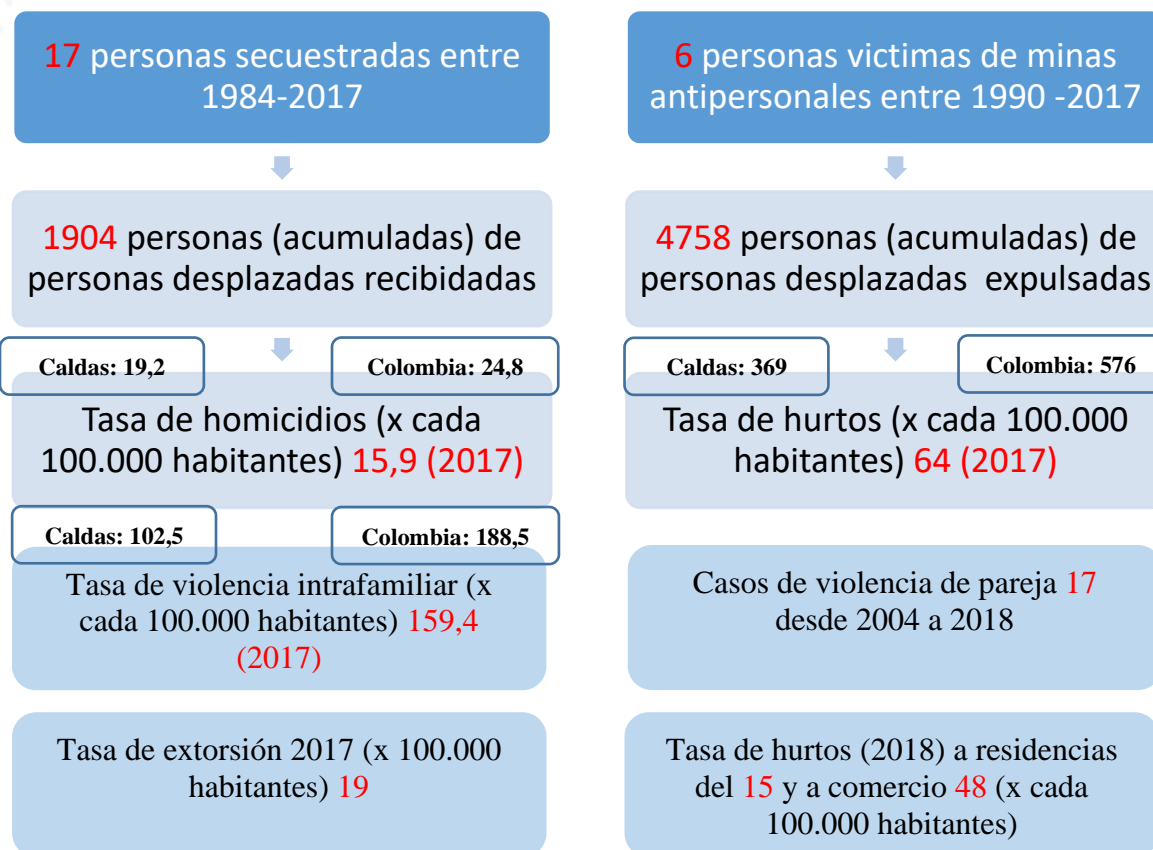 17 personas secuestradas entre
1984-2017
6 personas victimas de minas
antipersonales entre 1990 -2017
1904 personas (acumuladas) de
personas desplazadas recibidadas
4758 personas (acumuladas) de
personas desplazadas expulsadas
Caldas: 19,2
Colombia: 24,8
Tasa de homicidios (x cada
100.000 habitantes) 15,9 (2017)
Caldas: 369
Colombia: 576
Tasa de hurtos (x cada 100.000
habitantes) 64 (2017)
Caldas: 102,5
Colombia: 188,5
Tasa de violencia intrafamiliar (x
cada 100.000 habitantes) 159,4
(2017)
Casos de violencia de pareja 17
desde 2004 a 2018
Tasa de extorsión 2017 (x 100.000
habitantes) 19
Tasa de hurtos (2018) a residencias
del 15 y a comercio 48 (x cada
100.000 habitantes)